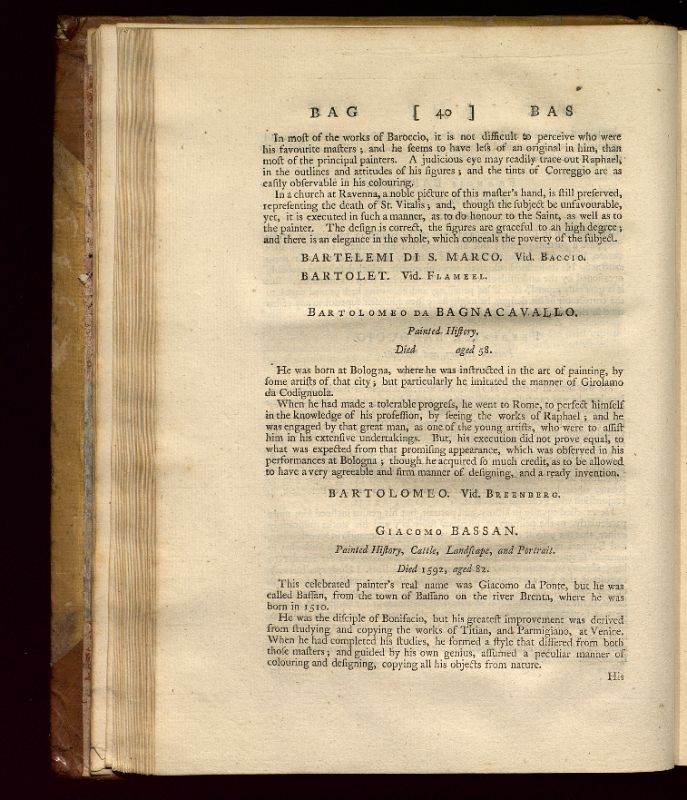 BAG [ 40 ] BAS
In moſt of the works of Baroccio, it is not difficult to perceive who were
his favourite maſters ; and he ſeems to have leſs of an original in him, than
moſt of the principal painters. A judicious eye may readily trace out Raphael,
in the outlines and attitudes of his figures ; and the tints of Correggio are as
eaſily obſervable in his colouring.
In a church at Ravenna, a noble picture of this maſter's hand, is ſtill preſerved,
repreſenting the death of St. Vitalis ; and, though the ſubject be unfavourable,
yet, it is executed in ſuch a manner, as to do honour to the Saint, as well as to
the painter. The deſign is correct, the figures are graceful to an high degree ;
and there is an elegance in the whole, which conceals the poverty of the ſubject.
BARTELEMI DI S. MARCO. Vid. BACCIO.
BARTOLET. Vid. FLAMEEL.
BARTOLOMEO DA BAGNACAVALLO.
Painted Hiſtory.
Died aged 58.
He was born at Bologna, where he was inſtructed in the art of painting, by
ſome artiſts of that city ; but particularly he imitated the manner of Girolamo
da Codignuola.
When he had made a tolerable progreſs, he went to Rome, to perfect himſelf
in the knowledge of his profeſſion, by ſeeing the works of Raphael ; and he
was engaged by that great man, as one of the young artiſts, who were to aſſiſt
him in his extenſive undertakings. But, his execution did not prove equal, to
what was expected from that promiſing appearance, which was obſerved in his
performances at Bologna ; though he acquired ſo much credit, as to be allowed
to have a very agreeable and firm manner of deſigning, and a ready invention.
BARTOLOMEO. Vid. BREENBERG.
GIACOMO BASSAN.
Painted Hiſtory, Cattle, Landſcape, and Portrait.
Died 1592, aged 82.
This celebrated painter's real name was Giacomo da Ponte, but he was
called Baſſan, from the town of Baſſano on the river Brenta, where he was
born in 1510.
He was the diſciple of Bonifacio, but his greateſt improvement was derived
from ſtudying and copying the works of Titian, and Parmigiano, at Venice.
When he had completed his ſtudies, he formed a ſtyle that differed from both
thoſe maſters ; and guided by his own genius, aſſumed a peculiar manner of
colouring and deſigning, copying all his objects from nature.
His